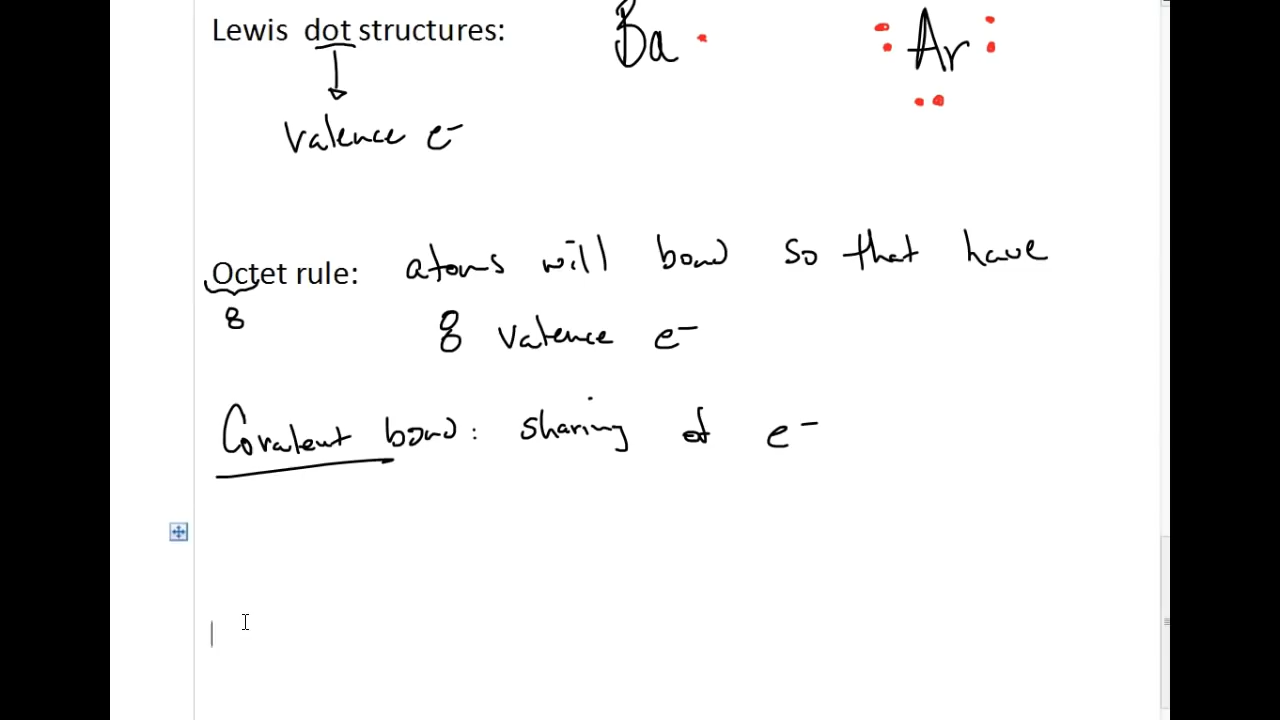 Lewis dot structures: Ba Ar
valence e⁻
Octet rule: atoms will bond so that have
8 8 valence e⁻
Covalent bond: sharing of e⁻